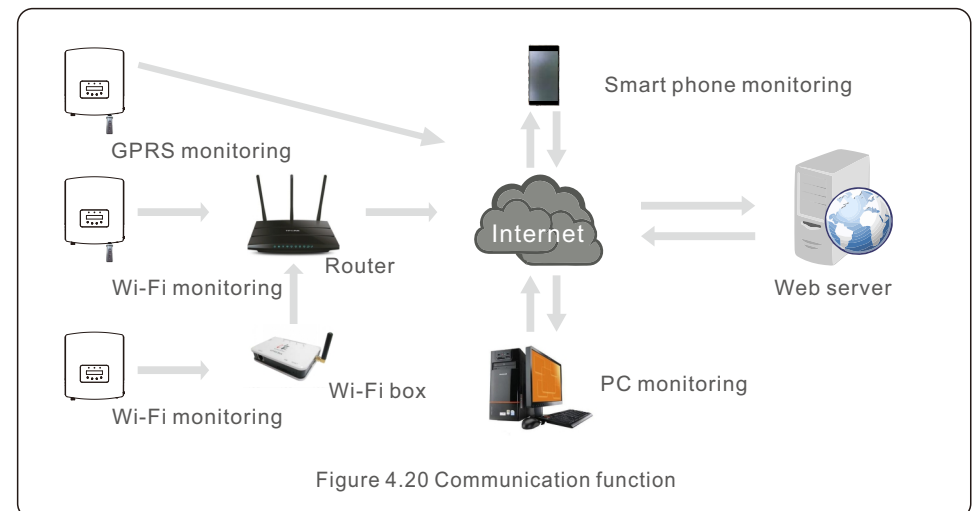 Smart phone monitoring
GPRS monitoring
Internet
Router
Wi-Fi monitoring
Web server
Wi-Fi box
PC monitoring
Wi-Fi monitoring
Figure 4.20 Communication function